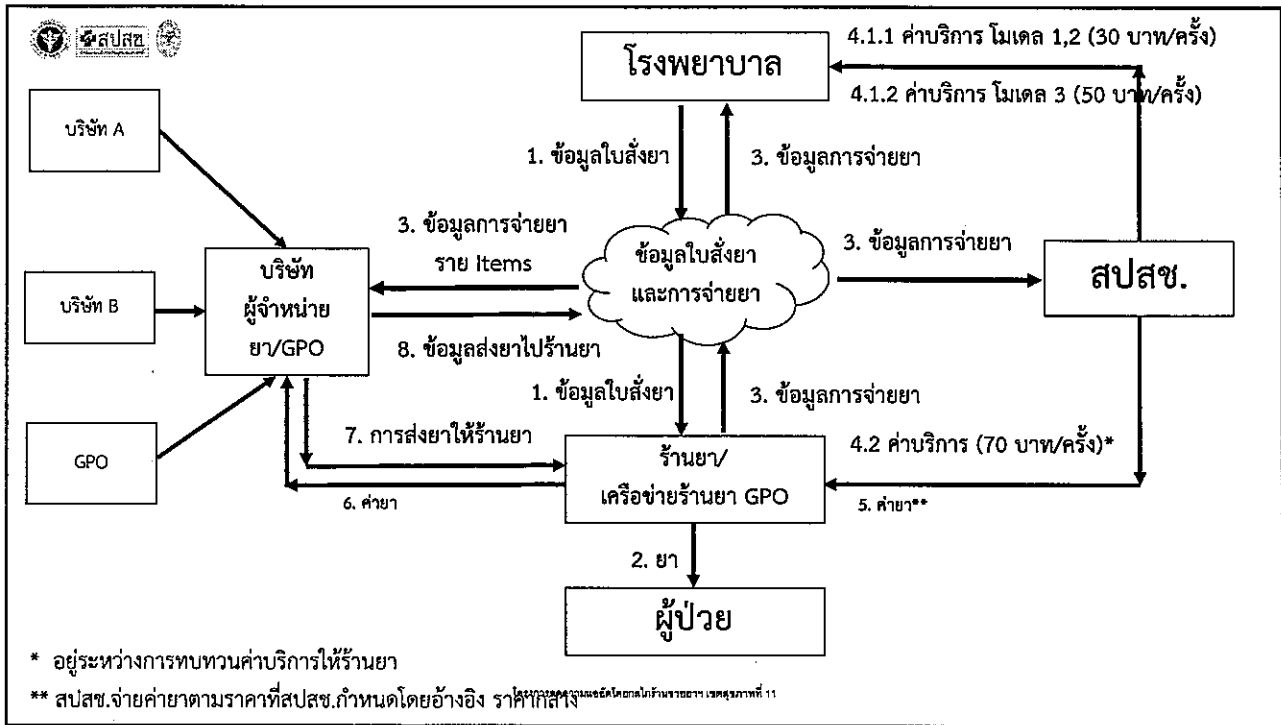 สปสช
โรงพยาบาล
4.1.1 ค่าบริการ โมเดล 1,2 (30 บาท/ครั้ง)
4.1.2 ค่าบริการ โมเดล 3 (50 บาท/ครั้ง)
บริษัท A
1. ข้อมูลใบสั่งยา
3. ข้อมูลการจ่ายยา
3. ข้อมูลการจ่ายยา
ราย Items
ข้อมูลใบสั่งยา
และการจ่ายยา
3. ข้อมูลการจ่ายยา
สปสช.
บริษัท B
บริษัท
ผู้จำหน่าย
ยา/GPO
8. ข้อมูลส่งยาไปร้านยา
1. ข้อมูลใบสั่งยา
3. ข้อมูลการจ่ายยา
GPO
7. การส่งยาให้ร้านยา
6. ค่ายา
ร้านยา/
เครือข่ายร้านยา GPO
4.2 ค่าบริการ (70 บาท/ครั้ง)*
5. ค่ายา**
2. ยา
ผู้ป่วย
* อยู่ระหว่างการทบทวนค่าบริการให้ร้านยา
** สปสช.จ่ายค่ายาตามราคาที่สปสช.กำหนดโดยอ้างอิง ราคากลาง
เขตสุขภาพที่ 11